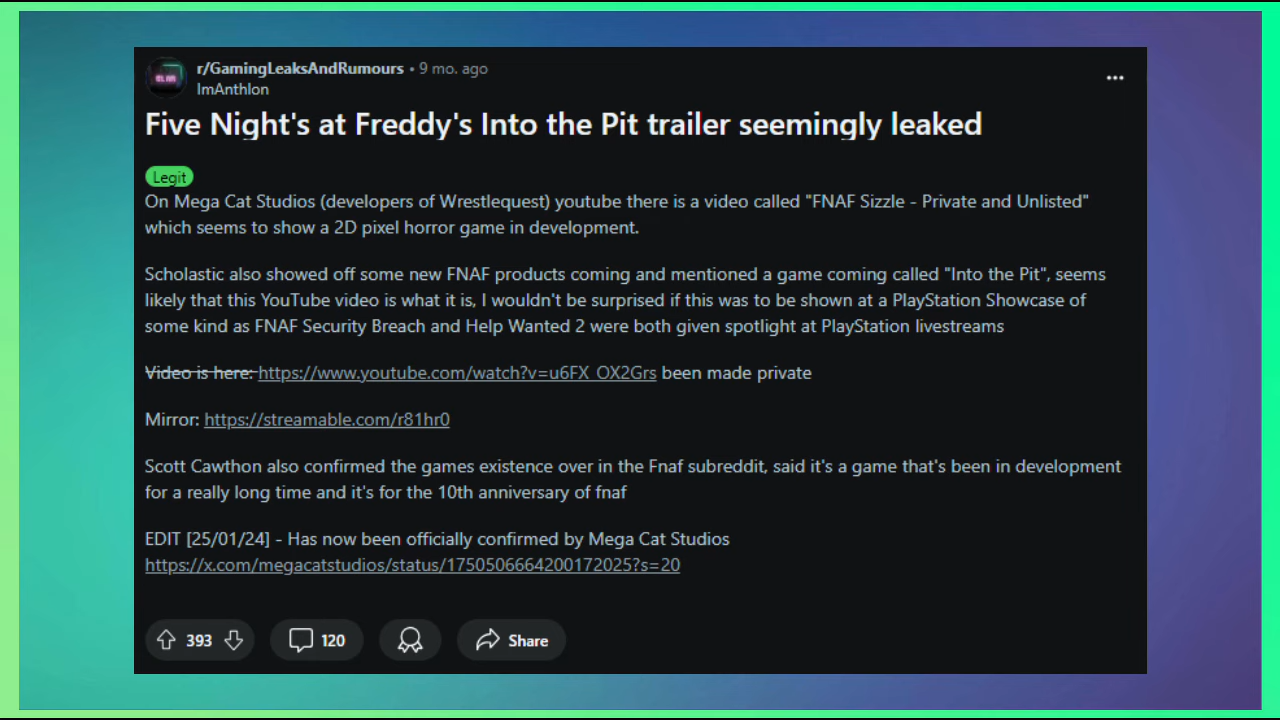 r/GamingLeaksAndRumours • 9 mo. ago
ImAnthlon
Five Night's at Freddy's Into the Pit trailer seemingly leaked
Legit
On Mega Cat Studios (developers of Wrestlequest) youtube there is a video called "FNAF Sizzle - Private and Unlisted"
which seems to show a 2D pixel horror game in development.
Scholastic also showed off some new FNAF products coming and mentioned a game coming called "Into the Pit", seems
likely that this YouTube video is what it is, I wouldn't be surprised if this was to be shown at a PlayStation Showcase of
some kind as FNAF Security Breach and Help Wanted 2 were both given spotlight at PlayStation livestreams
Video is here: https://www.youtube.com/watch?v=u6FX_OX2Grs been made private
Mirror: https://streamable.com/r81hr0
Scott Cawthon also confirmed the games existence over in the Fnaf subreddit, said it's a game that's been in development
for a really long time and it's for the 10th anniversary of fnaf
EDIT [25/01/24] - Has now been officially confirmed by Mega Cat Studios
https://x.com/megacatstudios/status/1750506664200172025?s=20
393 120 Share